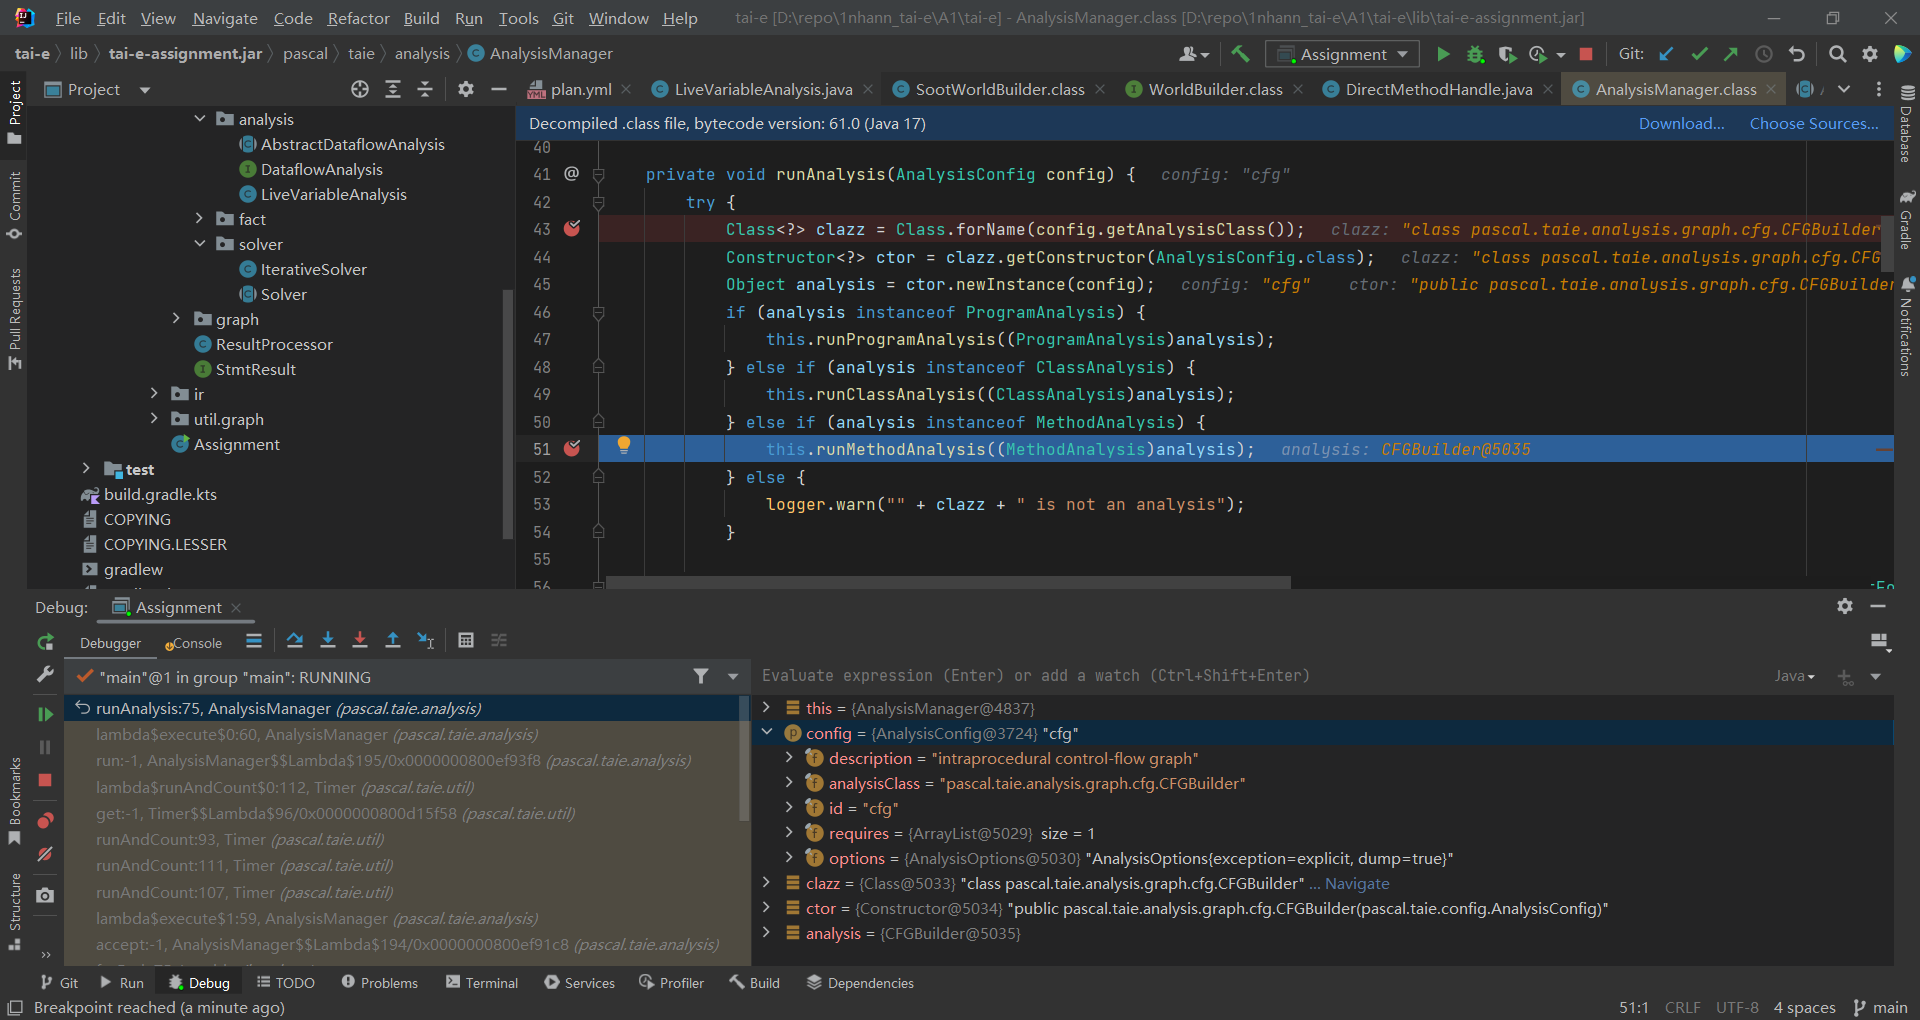 File Edit View Navigate Code Refactor Build Run Tools Git Window Help tai-e [D:\repo\1nhann_tai-e\A1\tai-e] - AnalysisManager.class [D:\repo\1nhann_tai-e\A1\tai-e\lib\tai-e-assignment.jar]
tai-e lib tai-e-assignment.jar pascal taie analysis AnalysisManager Assignment Git:
Project plan.yml LiveVariableAnalysis.java SootWorldBuilder.class WorldBuilder.class DirectMethodHandle.java AnalysisManager.class
Project
Commit
Pull Requests
Bookmarks
Structure
Database
Gradle
Notifications
analysis
AbstractDataflowAnalysis
DataflowAnalysis
LiveVariableAnalysis
fact
solver
IterativeSolver
Solver
graph
ResultProcessor
StmtResult
ir
util.graph
Assignment
test
build.gradle.kts
COPYING
COPYING.LESSER
gradlew
Decompiled .class file, bytecode version: 61.0 (Java 17) Download... Choose Sources...
40
41 @ private void runAnalysis(AnalysisConfig config) { config: "cfg"
42 try {
43 Class<?> clazz = Class.forName(config.getAnalysisClass()); clazz: "class pascal.taie.analysis.graph.cfg.CFGBuilder
44 Constructor<?> ctor = clazz.getConstructor(AnalysisConfig.class); clazz: "class pascal.taie.analysis.graph.cfg.CFG
45 Object analysis = ctor.newInstance(config); config: "cfg" ctor: "public pascal.taie.analysis.graph.cfg.CFGBuilder
46 if (analysis instanceof ProgramAnalysis) {
47 this.runProgramAnalysis((ProgramAnalysis)analysis);
48 } else if (analysis instanceof ClassAnalysis) {
49 this.runClassAnalysis((ClassAnalysis)analysis);
50 } else if (analysis instanceof MethodAnalysis) {
51 this.runMethodAnalysis((MethodAnalysis)analysis); analysis: CFGBuilder@5035
52 } else {
53 logger.warn("" + clazz + " is not an analysis");
54 }
55
56
Debug: Assignment
Debugger Console
"main"@1 in group "main": RUNNING
runAnalysis:75, AnalysisManager (pascal.taie.analysis)
lambda$execute$0:60, AnalysisManager (pascal.taie.analysis)
run:-1, AnalysisManager$$Lambda$195/0x0000000800ef93f8 (pascal.taie.analysis)
lambda$runAndCount$0:112, Timer (pascal.taie.util)
get:-1, Timer$$Lambda$96/0x0000000800d15f58 (pascal.taie.util)
runAndCount:93, Timer (pascal.taie.util)
runAndCount:111, Timer (pascal.taie.util)
runAndCount:107, Timer (pascal.taie.util)
lambda$execute$1:59, AnalysisManager (pascal.taie.analysis)
accept:-1, AnalysisManager$$Lambda$194/0x0000000800ef91c8 (pascal.taie.analysis)
Evaluate expression (Enter) or add a watch (Ctrl+Shift+Enter) Java
this = {AnalysisManager@4837}
config = {AnalysisConfig@3724} "cfg"
description = "intraprocedural control-flow graph"
analysisClass = "pascal.taie.analysis.graph.cfg.CFGBuilder"
id = "cfg"
requires = {ArrayList@5029} size = 1
options = {AnalysisOptions@5030} "AnalysisOptions{exception=explicit, dump=true}"
clazz = {Class@5033} "class pascal.taie.analysis.graph.cfg.CFGBuilder" ... Navigate
ctor = {Constructor@5034} "public pascal.taie.analysis.graph.cfg.CFGBuilder(pascal.taie.config.AnalysisConfig)"
analysis = {CFGBuilder@5035}
Git Run Debug TODO Problems Terminal Services Profiler Build Dependencies
Breakpoint reached (a minute ago) 51:1 CRLF UTF-8 4 spaces main